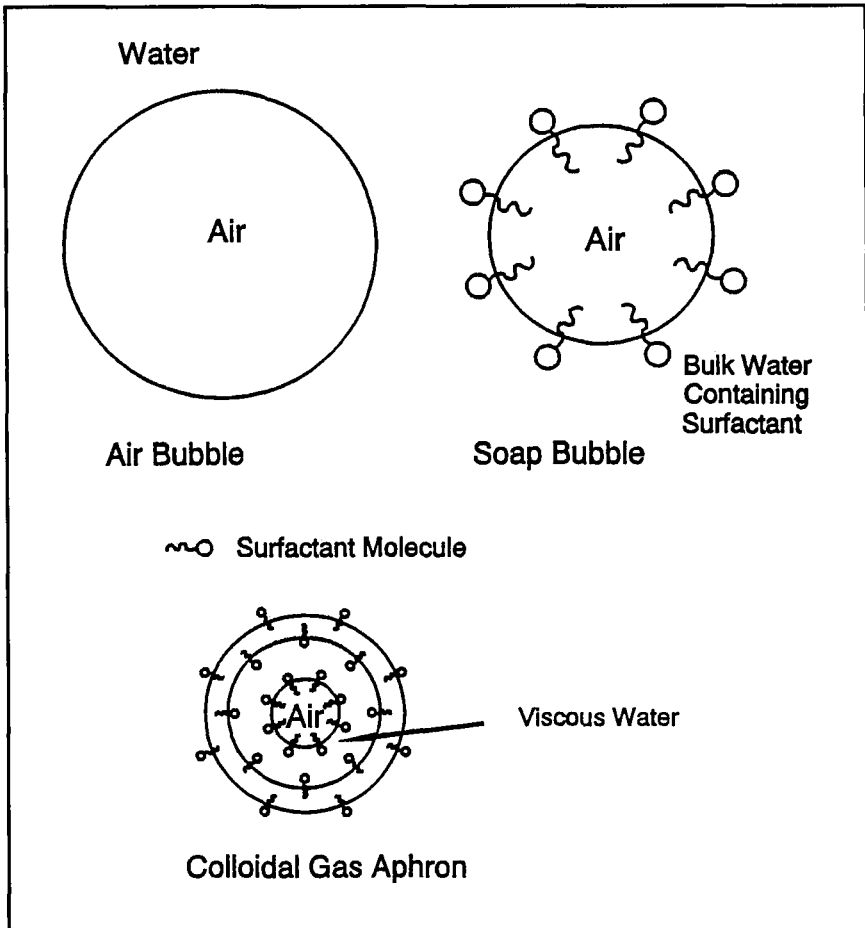 Water
Air
Air
Bulk Water
Containing
Surfactant
Air Bubble
Soap Bubble
Surfactant Molecule
Air
Viscous Water
Colloidal Gas Aphron